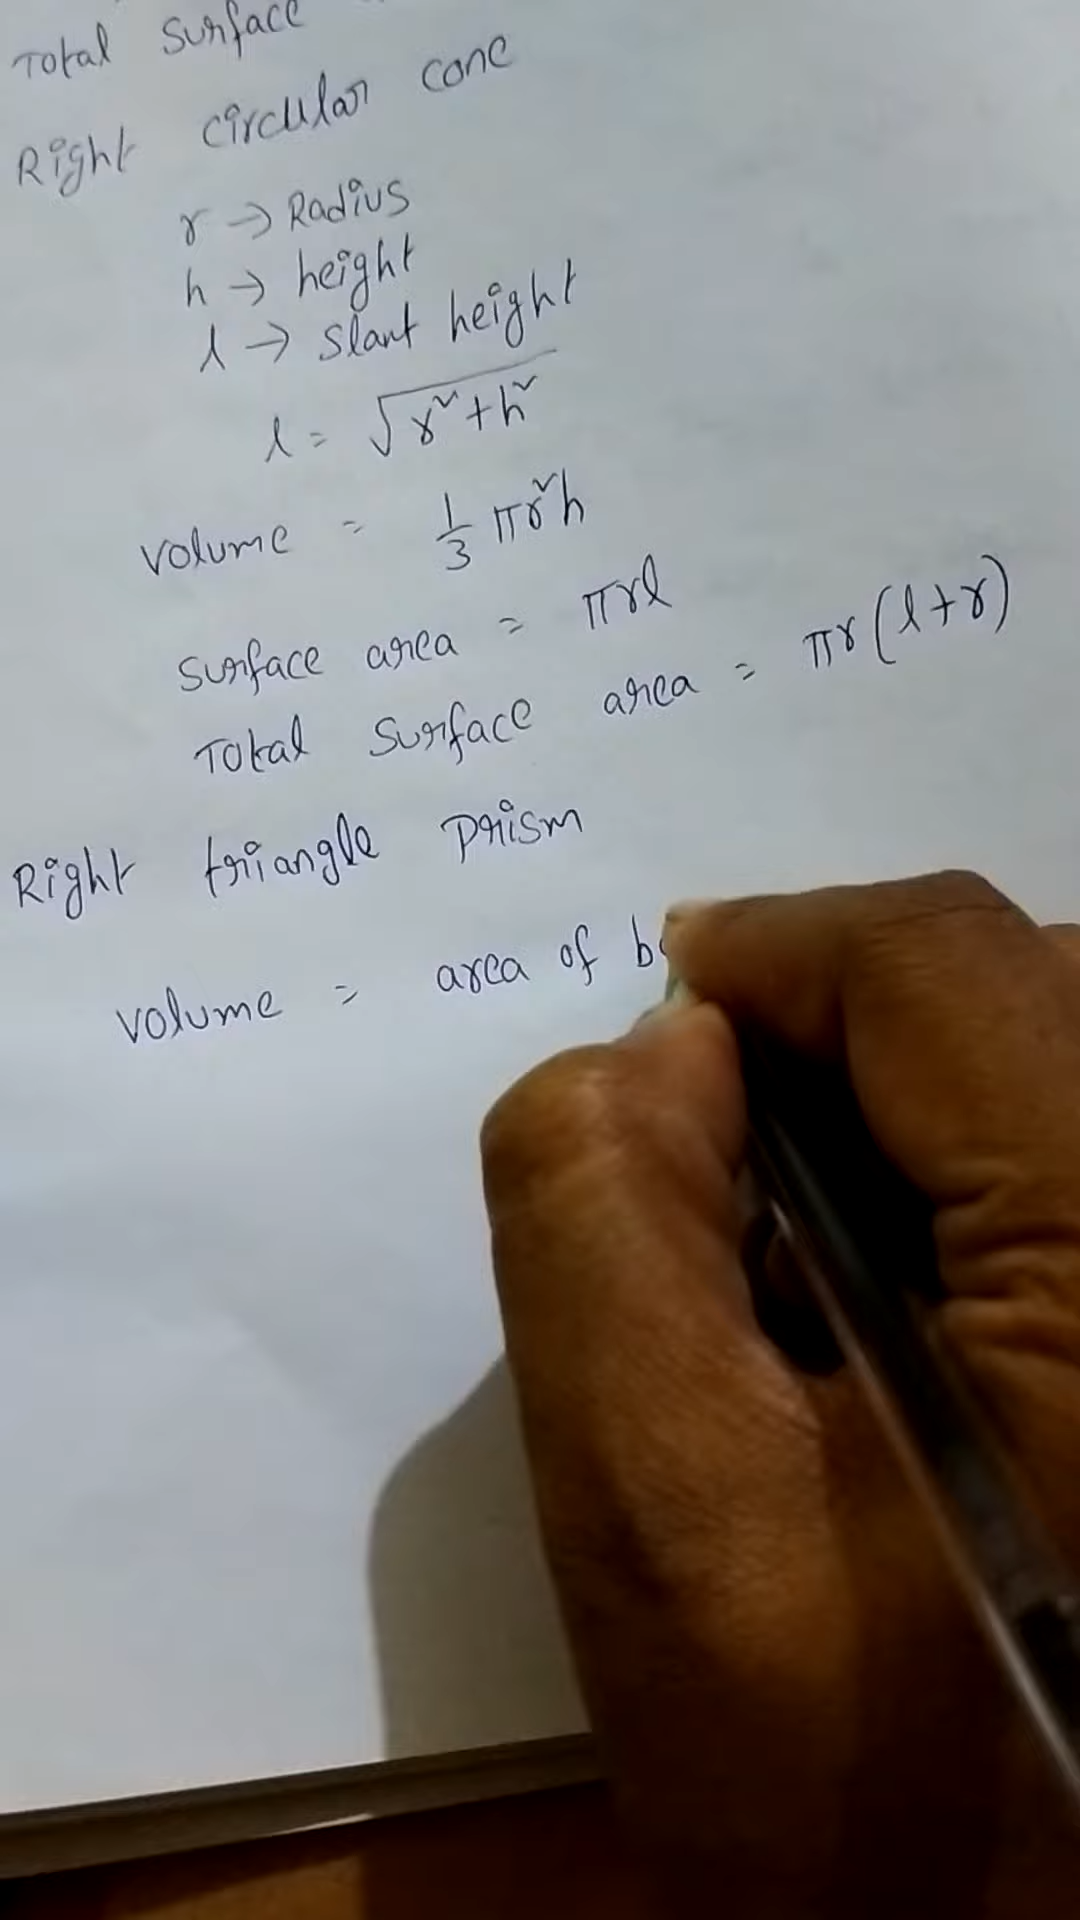 Total Surface
Right circular cone
r → Radius
h → height
l → Slant height
l = √r²+h²
volume = 1/3 πr²h
Surface area = πrl
Total Surface area = πr(l+r)
Right triangle Prism
volume = area of